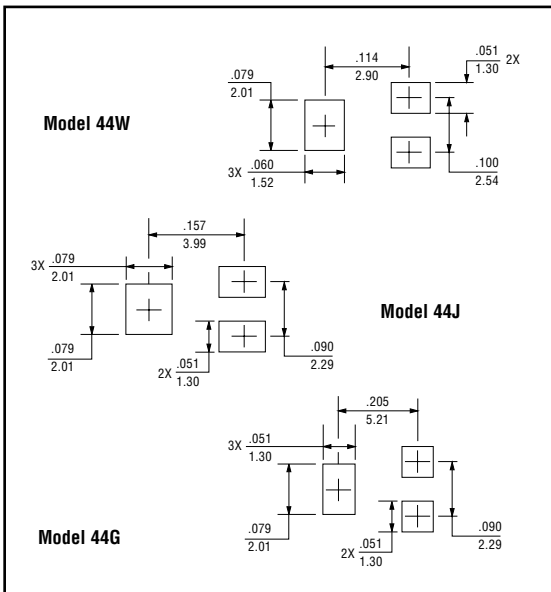 .114
2.90
.051
1.30
2X
.079
2.01
Model 44W
3X .060
1.52
.100
2.54
.157
3.99
3X .079
2.01
Model 44J
.079
2.01
2X .051
1.30
.090
2.29
.205
5.21
3X .051
1.30
.079
2.01
Model 44G
2X .051
1.30
.090
2.29